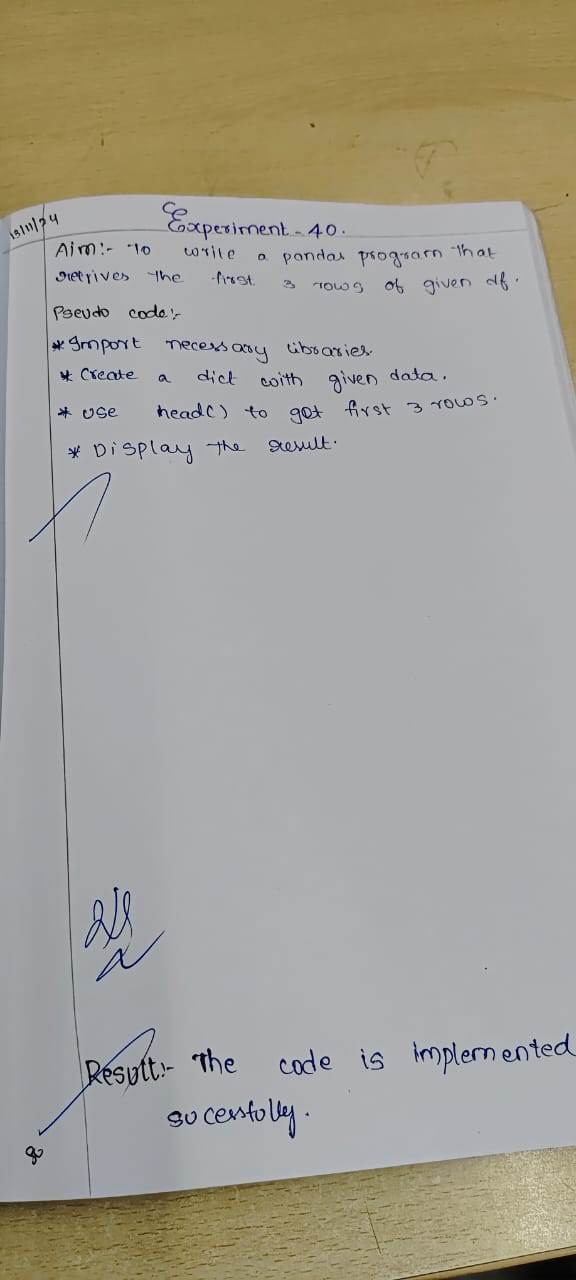 13/11/24
Experiment - 40.
Aim:- To write a pandas program that
retrives the first 3 rows of given df.
Pseudo code:-
* Import necessary libraries.
* Create a dict with given data.
* use head() to get first 3 rows.
* Display the result.
Result:- The code is implemented
sucessfully.